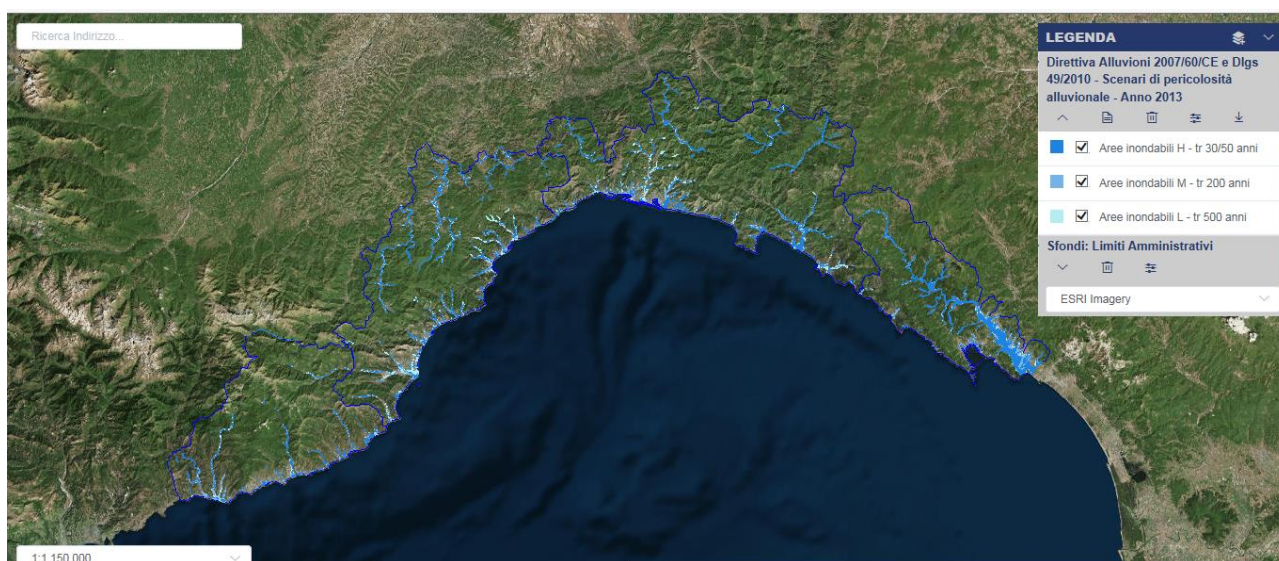 Ricerca Indirizzo...
LEGENDA
Direttiva Alluvioni 2007/60/CE e Dlgs
49/2010 - Scenari di pericolosità
alluvionale - Anno 2013
Aree inondabili H - tr 30/50 anni
Aree inondabili M - tr 200 anni
Aree inondabili L - tr 500 anni
Sfondi: Limiti Amministrativi
ESRI Imagery
1:1.150.000